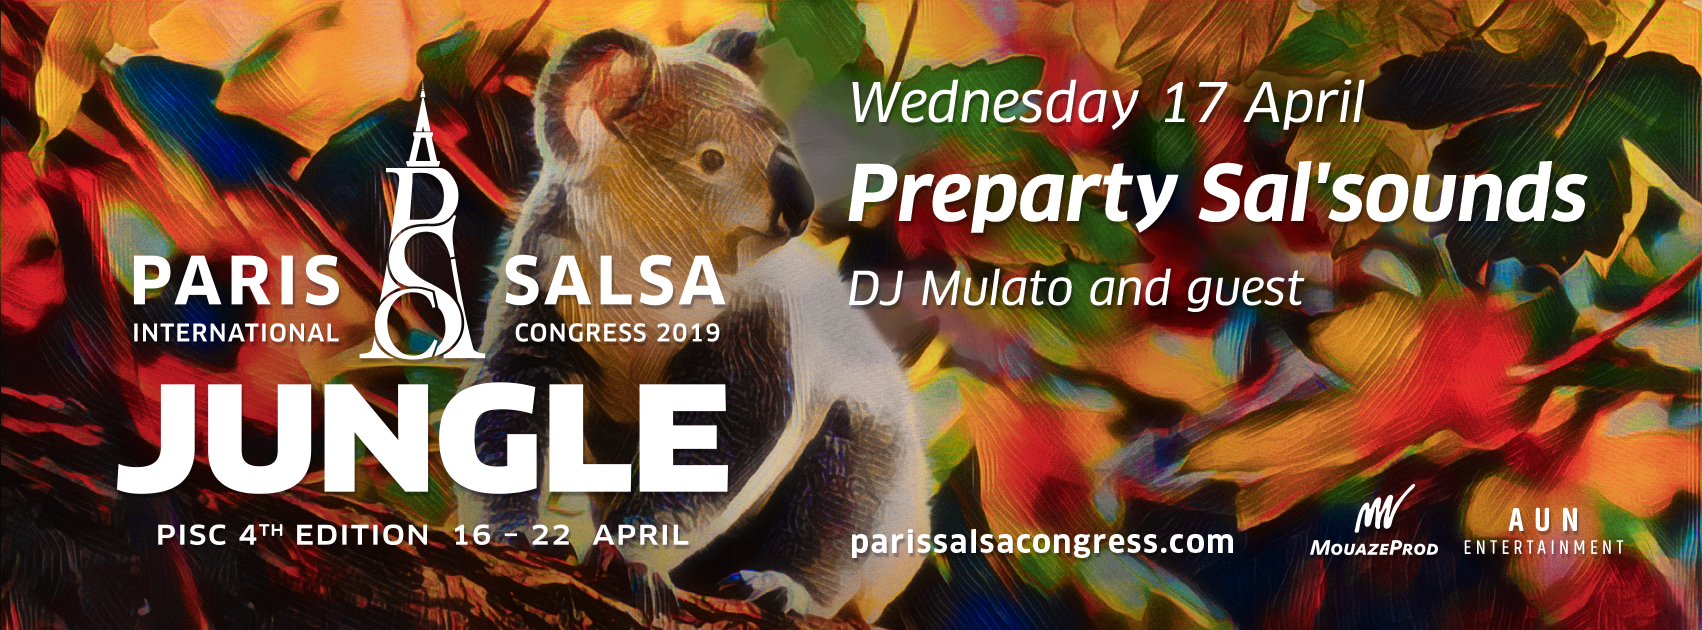 PARIS SALSA
INTERNATIONAL CONGRESS 2019
PISC
JUNGLE
PISC 4TH EDITION 16 - 22 APRIL
Wednesday 17 April
Preparty Sal'sounds
DJ Mulato and guest
parissalsacongress.com
MOUAZEPROD
AUN
ENTERTAINMENT